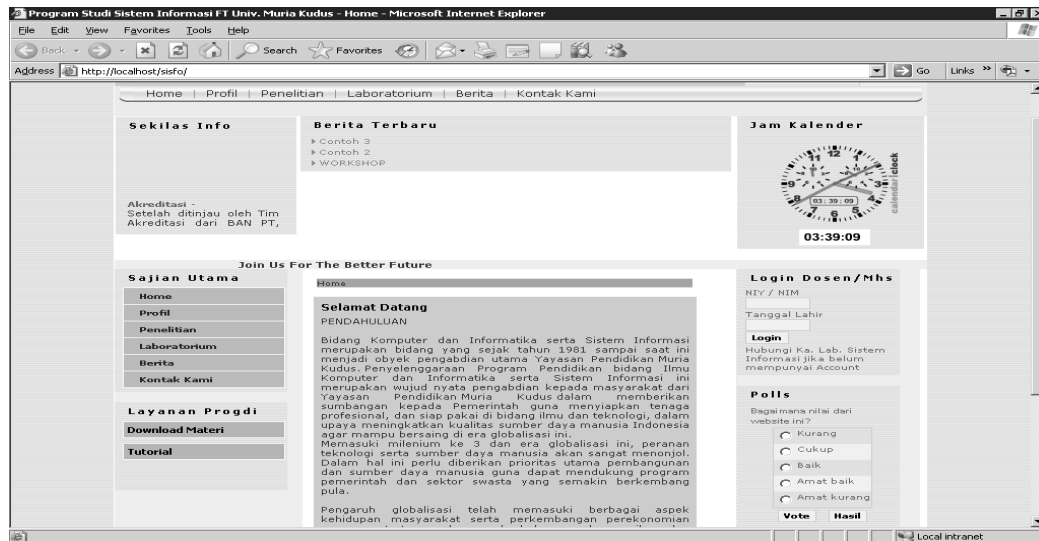 Program Studi Sistem Informasi FT Univ. Muria Kudus - Home - Microsoft Internet Explorer
File Edit View Favorites Tools Help
Back Search Favorites
Address http://localhost/sisfo/ Go Links »
Home | Profil | Penelitian | Laboratorium | Berita | Kontak Kami
Sekilas Info
Akreditasi -
Setelah ditinjau oleh Tim
Akreditasi dari BAN PT,
Berita Terbaru
Contoh 3
Contoh 2
WORKSHOP
Jam Kalender
11 12 1
9 3
7 6 5
03:39:09
calendar clock
03:39:09
Join Us For The Better Future
Sajian Utama
Home
Profil
Penelitian
Laboratorium
Berita
Kontak Kami
Layanan Progdi
Download Materi
Tutorial
Home
Selamat Datang
PENDAHULUAN
Bidang Komputer dan Informatika serta Sistem Informasi
merupakan bidang yang sejak tahun 1981 sampai saat ini
menjadi obyek pengabdian utama Yayasan Pendidikan Muria
Kudus. Penyelenggaraan Program Pendidikan bidang Ilmu
Komputer dan Informatika serta Sistem Informasi ini
merupakan wujud nyata pengabdian kepada masyarakat dari
Yayasan Pendidikan Muria Kudus dalam memberikan
sumbangan kepada Pemerintah guna menyiapkan tenaga
profesional, dan siap pakai di bidang ilmu dan teknologi, dalam
upaya meningkatkan kualitas sumber daya manusia Indonesia
agar mampu bersaing di era globalisasi ini.
Memasuki milenium ke 3 dan era globalisasi ini, peranan
teknologi serta sumber daya manusia akan sangat menonjol.
Dalam hal ini perlu diberikan prioritas utama pembangunan
dan sumber daya manusia guna dapat mendukung program
pemerintah dan sektor swasta yang semakin berkembang
pula.
Pengaruh globalisasi telah memasuki berbagai aspek
kehidupan masyarakat serta perkembangan perekonomian
Login Dosen/Mhs
NIY / NIM
Tanggal Lahir
Login
Hubungi Ka. Lab. Sistem
Informasi jika belum
mempunyai Account
Polls
Bagaimana nilai dari
website ini?
Kurang
Cukup
Baik
Amat baik
Amat kurang
Vote Hasil
Local intranet